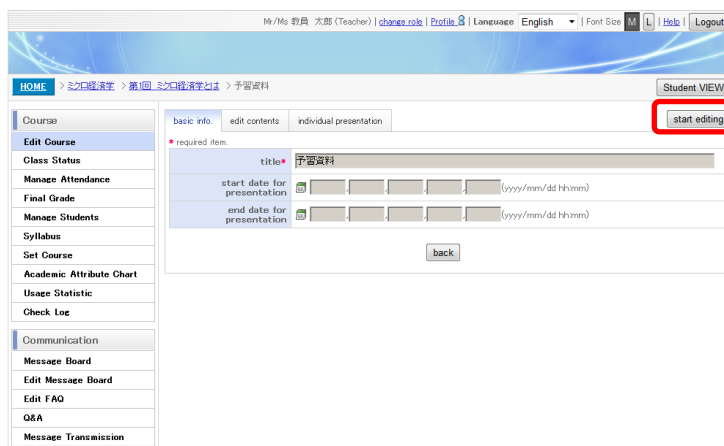 Mr/Ms 教員 太郎 (Teacher) | change role | Profile | Language English | Font Size M L | Help | Logout
HOME > ミクロ経済学 > 第1回 ミクロ経済学とは > 予習資料
Student VIEW
Course
Edit Course
Class Status
Manage Attendance
Final Grade
Manage Students
Syllabus
Set Course
Academic Attribute Chart
Usage Statistic
Check Log
Communication
Message Board
Edit Message Board
Edit FAQ
Q&A
Message Transmission
basic info. edit contents individual presentation
start editing
* required item.
title* 予習資料
start date for presentation / / / / (yyyy/mm/dd hh:mm)
end date for presentation / / / / (yyyy/mm/dd hh:mm)
back